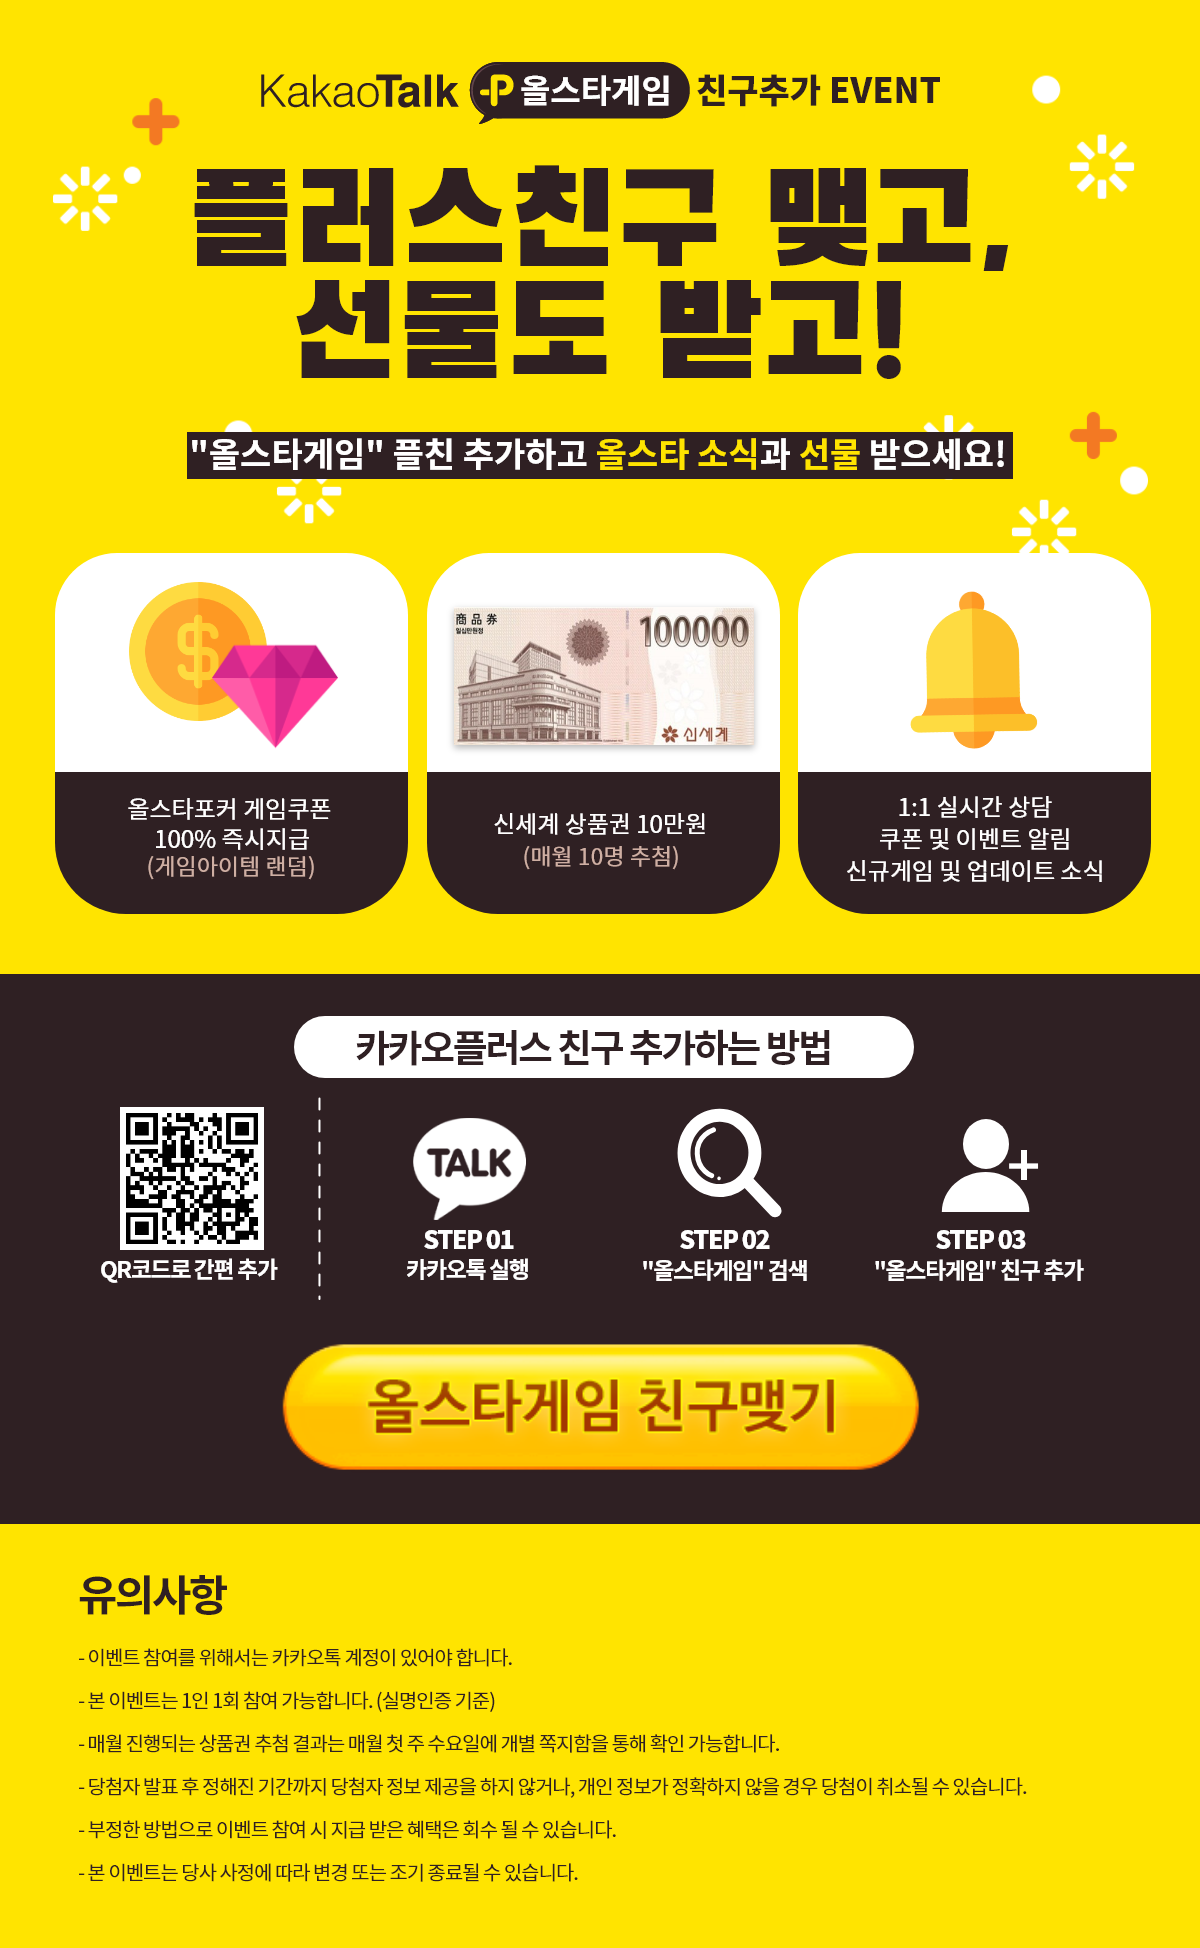 KakaoTalk 올스타게임 친구추가 EVENT
플러스친구 맺고,
선물도 받고!
"올스타게임" 플친 추가하고 올스타 소식과 선물 받으세요!
商品券
일십만원정
100000
신세계
올스타포커 게임쿠폰
100% 즉시지급
(게임아이템 랜덤)
신세계 상품권 10만원
(매월 10명 추첨)
1:1 실시간 상담
쿠폰 및 이벤트 알림
신규게임 및 업데이트 소식
카카오플러스 친구 추가하는 방법
QR코드로 간편 추가
TALK
STEP 01
카카오톡 실행
STEP 02
"올스타게임" 검색
STEP 03
"올스타게임" 친구 추가
올스타게임 친구맺기
유의사항
- 이벤트 참여를 위해서는 카카오톡 계정이 있어야 합니다.
- 본 이벤트는 1인 1회 참여 가능합니다. (실명인증 기준)
- 매월 진행되는 상품권 추첨 결과는 매월 첫 주 수요일에 개별 쪽지함을 통해 확인 가능합니다.
- 당첨자 발표 후 정해진 기간까지 당첨자 정보 제공을 하지 않거나, 개인 정보가 정확하지 않을 경우 당첨이 취소될 수 있습니다.
- 부정한 방법으로 이벤트 참여 시 지급 받은 혜택은 회수 될 수 있습니다.
- 본 이벤트는 당사 사정에 따라 변경 또는 조기 종료될 수 있습니다.